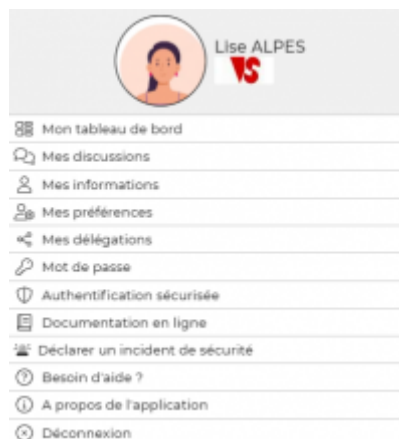 Lise ALPES
VS
Mon tableau de bord
Mes discussions
Mes informations
Mes préférences
Mes délégations
Mot de passe
Authentification sécurisée
Documentation en ligne
Déclarer un incident de sécurité
Besoin d'aide ?
A propos de l'application
Déconnexion